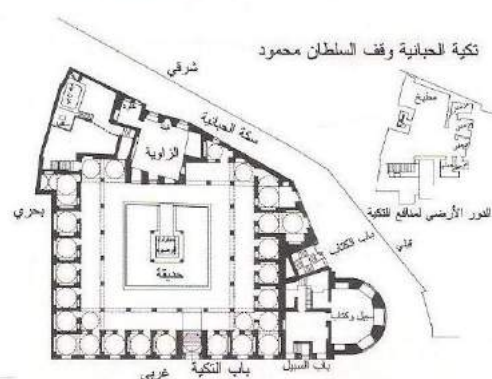 تكية الحبانية وقف السلطان محمود
شرقي
سكة الحبانية
مطبخ
الزاوية
الدور الأرضي لمنافع التكية
بحري
قبلي
باب الكتاب
حديقة
سبيل وكتاب
باب السبيل
باب التكية
غربي